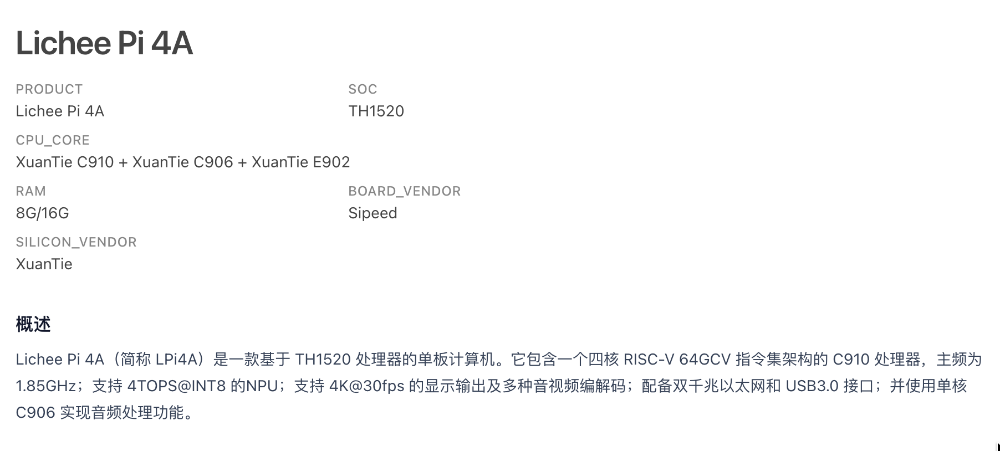 Lichee Pi 4A
PRODUCT
Lichee Pi 4A
SOC
TH1520
CPU_CORE
XuanTie C910 + XuanTie C906 + XuanTie E902
RAM
8G/16G
BOARD_VENDOR
Sipeed
SILICON_VENDOR
XuanTie
概述
Lichee Pi 4A（简称 LPi4A）是一款基于 TH1520 处理器的单板计算机。它包含一个四核 RISC-V 64GCV 指令集架构的 C910 处理器，主频为
1.85GHz；支持 4TOPS@INT8 的NPU；支持 4K@30fps 的显示输出及多种音视频编解码；配备双千兆以太网和 USB3.0 接口；并使用单核
C906 实现音频处理功能。